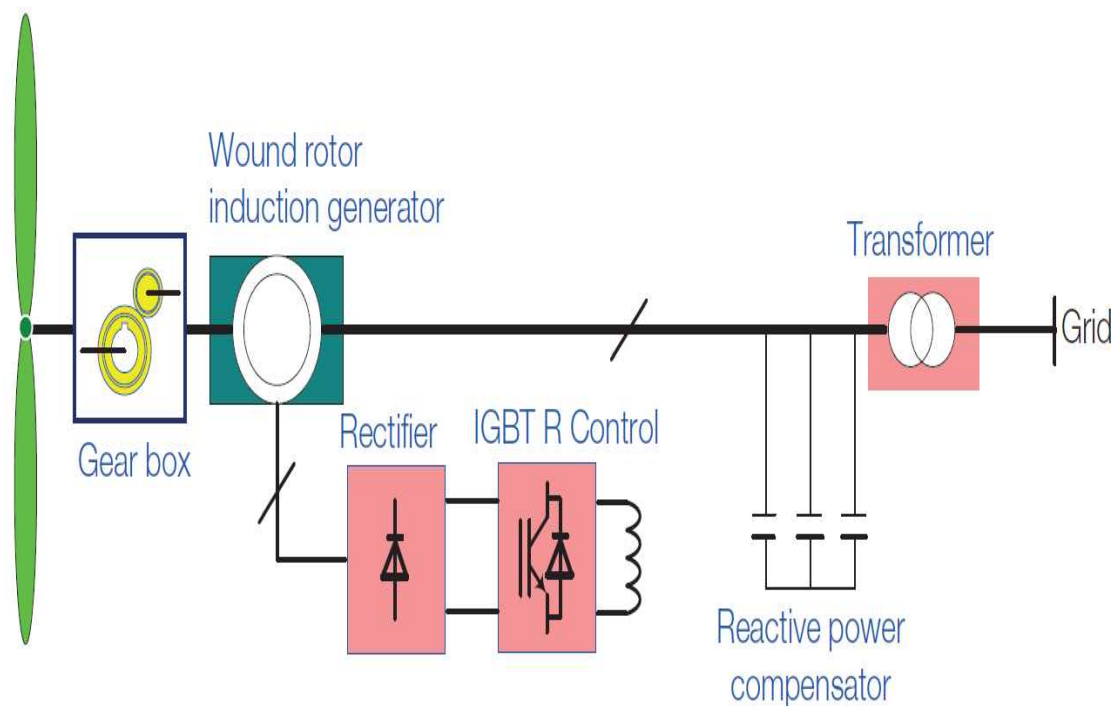 Wound rotor
induction generator
Transformer
Grid
Gear box
Rectifier
IGBT R Control
Reactive power
compensator